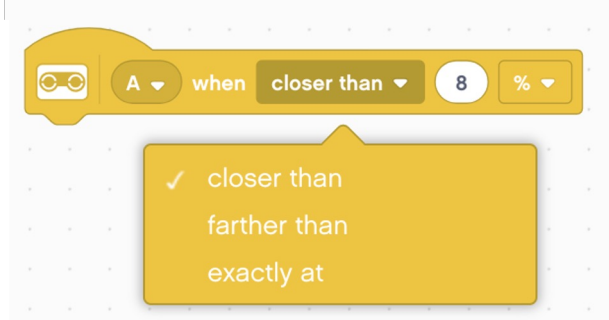 A when closer than 8 %
closer than
farther than
exactly at